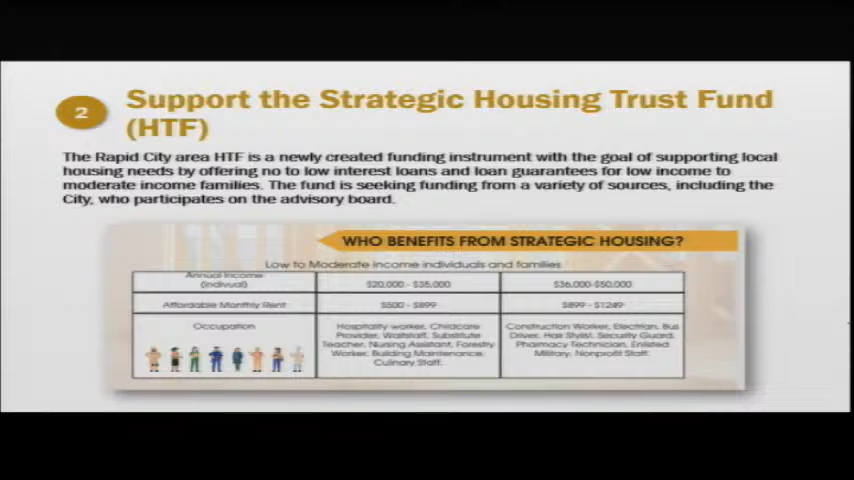 2
Support the Strategic Housing Trust Fund
(HTF)
The Rapid City area HTF is a newly created funding instrument with the goal of supporting local
housing needs by offering no to low interest loans and loan guarantees for low income to
moderate income families. The fund is seeking funding from a variety of sources, including the
City, who participates on the advisory board.
WHO BENEFITS FROM STRATEGIC HOUSING?
Low to Moderate income individuals and families
Annual Income
(indivual)
$20,000 - $35,000
$36,000-$50,000
Affordable Monthly Rent
$500 - $899
$899 - $1249
Occupation
Hospitality worker, Childcare
Provider, Waitstaff, Substitute
Teacher, Nursing Assistant, Forestry
Worker, Building Maintenance,
Culinary Staff.
Construction Worker, Electrian, Bus
Driver, Hair Stylist, Security Guard,
Pharmacy Technician, Enlisted
Military, Nonprofit Staff.